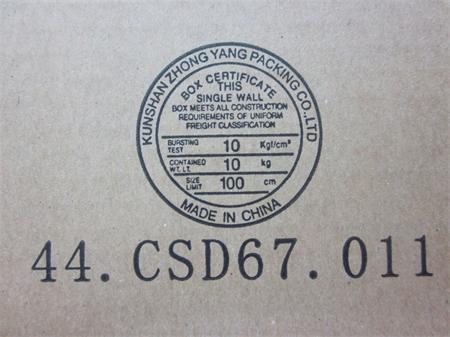 KUNSHAN ZHONG YANG PACKING CO.,LTD
BOX CERTIFICATE
THIS
SINGLE WALL
BOX MEETS ALL CONSTRUCTION
REQUIREMENTS OF UNIFORM
FREIGHT CLASSIFICATION
BURSTING TEST 10 Kgf/cm²
CONTAINED WT. LT. 10 kg
SIZE LIMIT 100 cm
MADE IN CHINA
44.CSD67.011